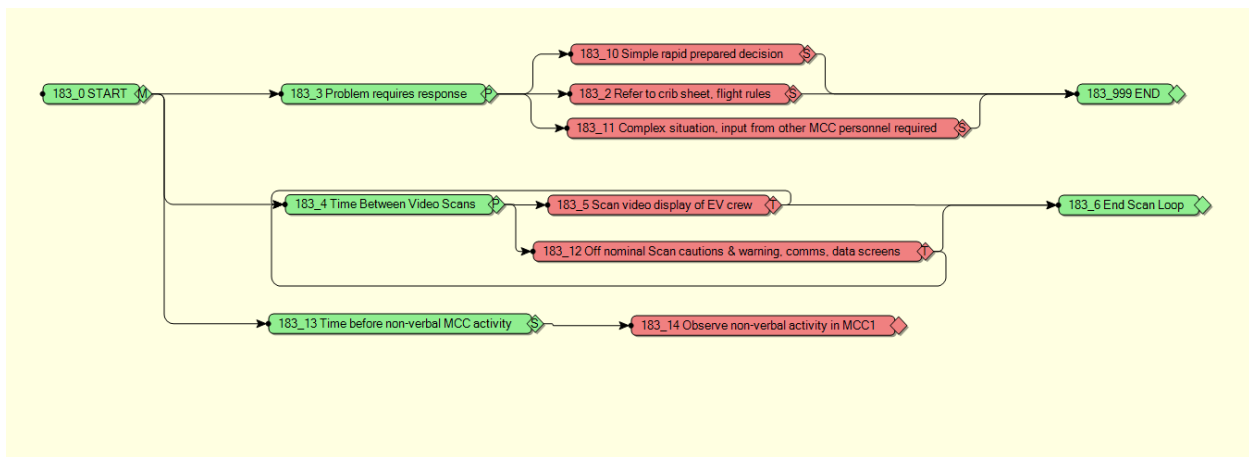 183_10 Simple rapid prepared decision S
183_0 START M
183_3 Problem requires response P
183_2 Refer to crib sheet, flight rules S
183_999 END
183_11 Complex situation, input from other MCC personnel required S
183_4 Time Between Video Scans P
183_5 Scan video display of EV crew T
183_6 End Scan Loop
183_12 Off nominal Scan cautions & warning, comms, data screens T
183_13 Time before non-verbal MCC activity S
183_14 Observe non-verbal activity in MCC1